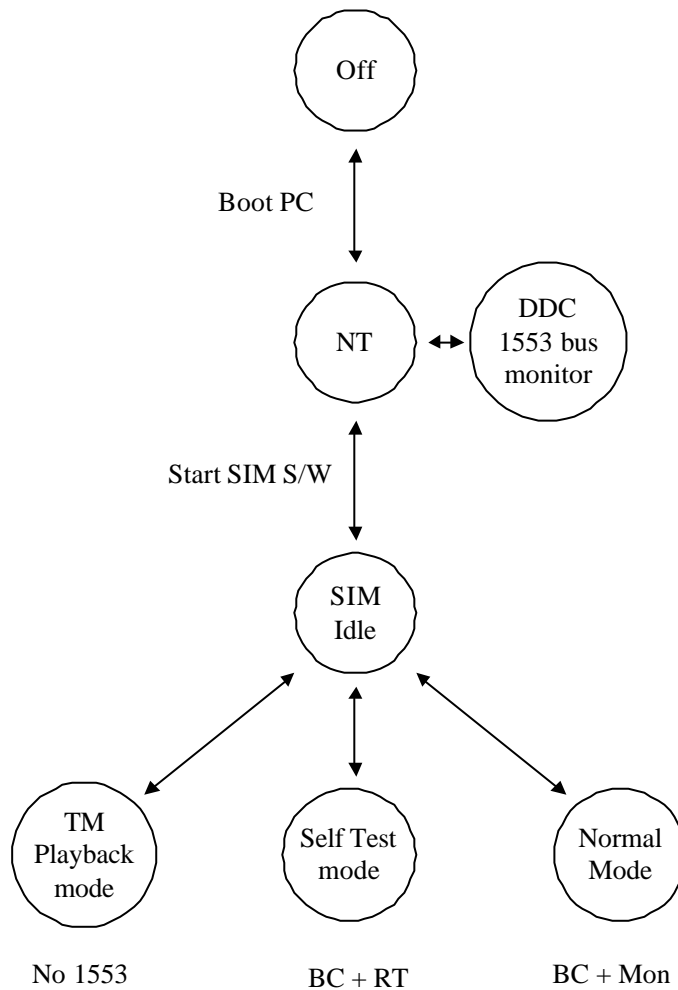 Off
Boot PC
NT
DDC
1553 bus
monitor
Start SIM S/W
SIM
Idle
TM
Playback
mode
Self Test
mode
Normal
Mode
No 1553
BC + RT
BC + Mon